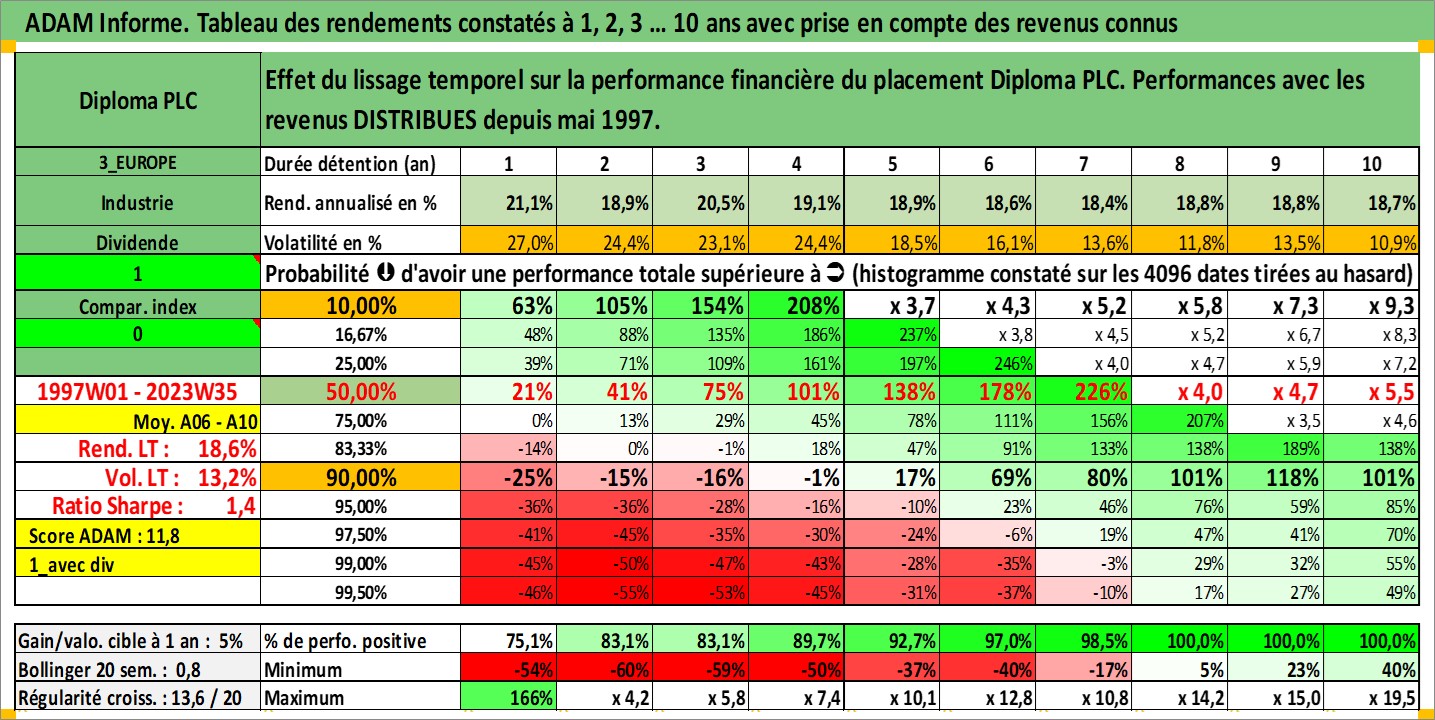 ADAM Informe. Tableau des rendements constatés à 1, 2, 3 ... 10 ans avec prise en compte des revenus connus
Diploma PLC
Effet du lissage temporel sur la performance financière du placement Diploma PLC. Performances avec les
revenus DISTRIBUES depuis mai 1997.
3_EUROPE Durée détention (an) 1 2 3 4 5 6 7 8 9 10
Industrie Rend. annualisé en % 21,1% 18,9% 20,5% 19,1% 18,9% 18,6% 18,4% 18,8% 18,8% 18,7%
Dividende Volatilité en % 27,0% 24,4% 23,1% 24,4% 18,5% 16,1% 13,6% 11,8% 13,5% 10,9%
1 Probabilité d'avoir une performance totale supérieure à (histogramme constaté sur les 4096 dates tirées au hasard)
Compar. index 10,00% 63% 105% 154% 208% x 3,7 x 4,3 x 5,2 x 5,8 x 7,3 x 9,3
0 16,67% 48% 88% 135% 186% 237% x 3,8 x 4,5 x 5,2 x 6,7 x 8,3
25,00% 39% 71% 109% 161% 197% 246% x 4,0 x 4,7 x 5,9 x 7,2
1997W01 - 2023W35 50,00% 21% 41% 75% 101% 138% 178% 226% x 4,0 x 4,7 x 5,5
Moy. A06 - A10 75,00% 0% 13% 29% 45% 78% 111% 156% 207% x 3,5 x 4,6
Rend. LT : 18,6% 83,33% -14% 0% -1% 18% 47% 91% 133% 138% 189% 138%
Vol. LT : 13,2% 90,00% -25% -15% -16% -1% 17% 69% 80% 101% 118% 101%
Ratio Sharpe : 1,4 95,00% -36% -36% -28% -16% -10% 23% 46% 76% 59% 85%
Score ADAM : 11,8 97,50% -41% -45% -35% -30% -24% -6% 19% 47% 41% 70%
1_avec div 99,00% -45% -50% -47% -43% -28% -35% -3% 29% 32% 55%
99,50% -46% -55% -53% -45% -31% -37% -10% 17% 27% 49%
Gain/valo. cible à 1 an : 5% % de perfo. positive 75,1% 83,1% 83,1% 89,7% 92,7% 97,0% 98,5% 100,0% 100,0% 100,0%
Bollinger 20 sem. : 0,8 Minimum -54% -60% -59% -50% -37% -40% -17% 5% 23% 40%
Régularité croiss. : 13,6 / 20 Maximum 166% x 4,2 x 5,8 x 7,4 x 10,1 x 12,8 x 10,8 x 14,2 x 15,0 x 19,5